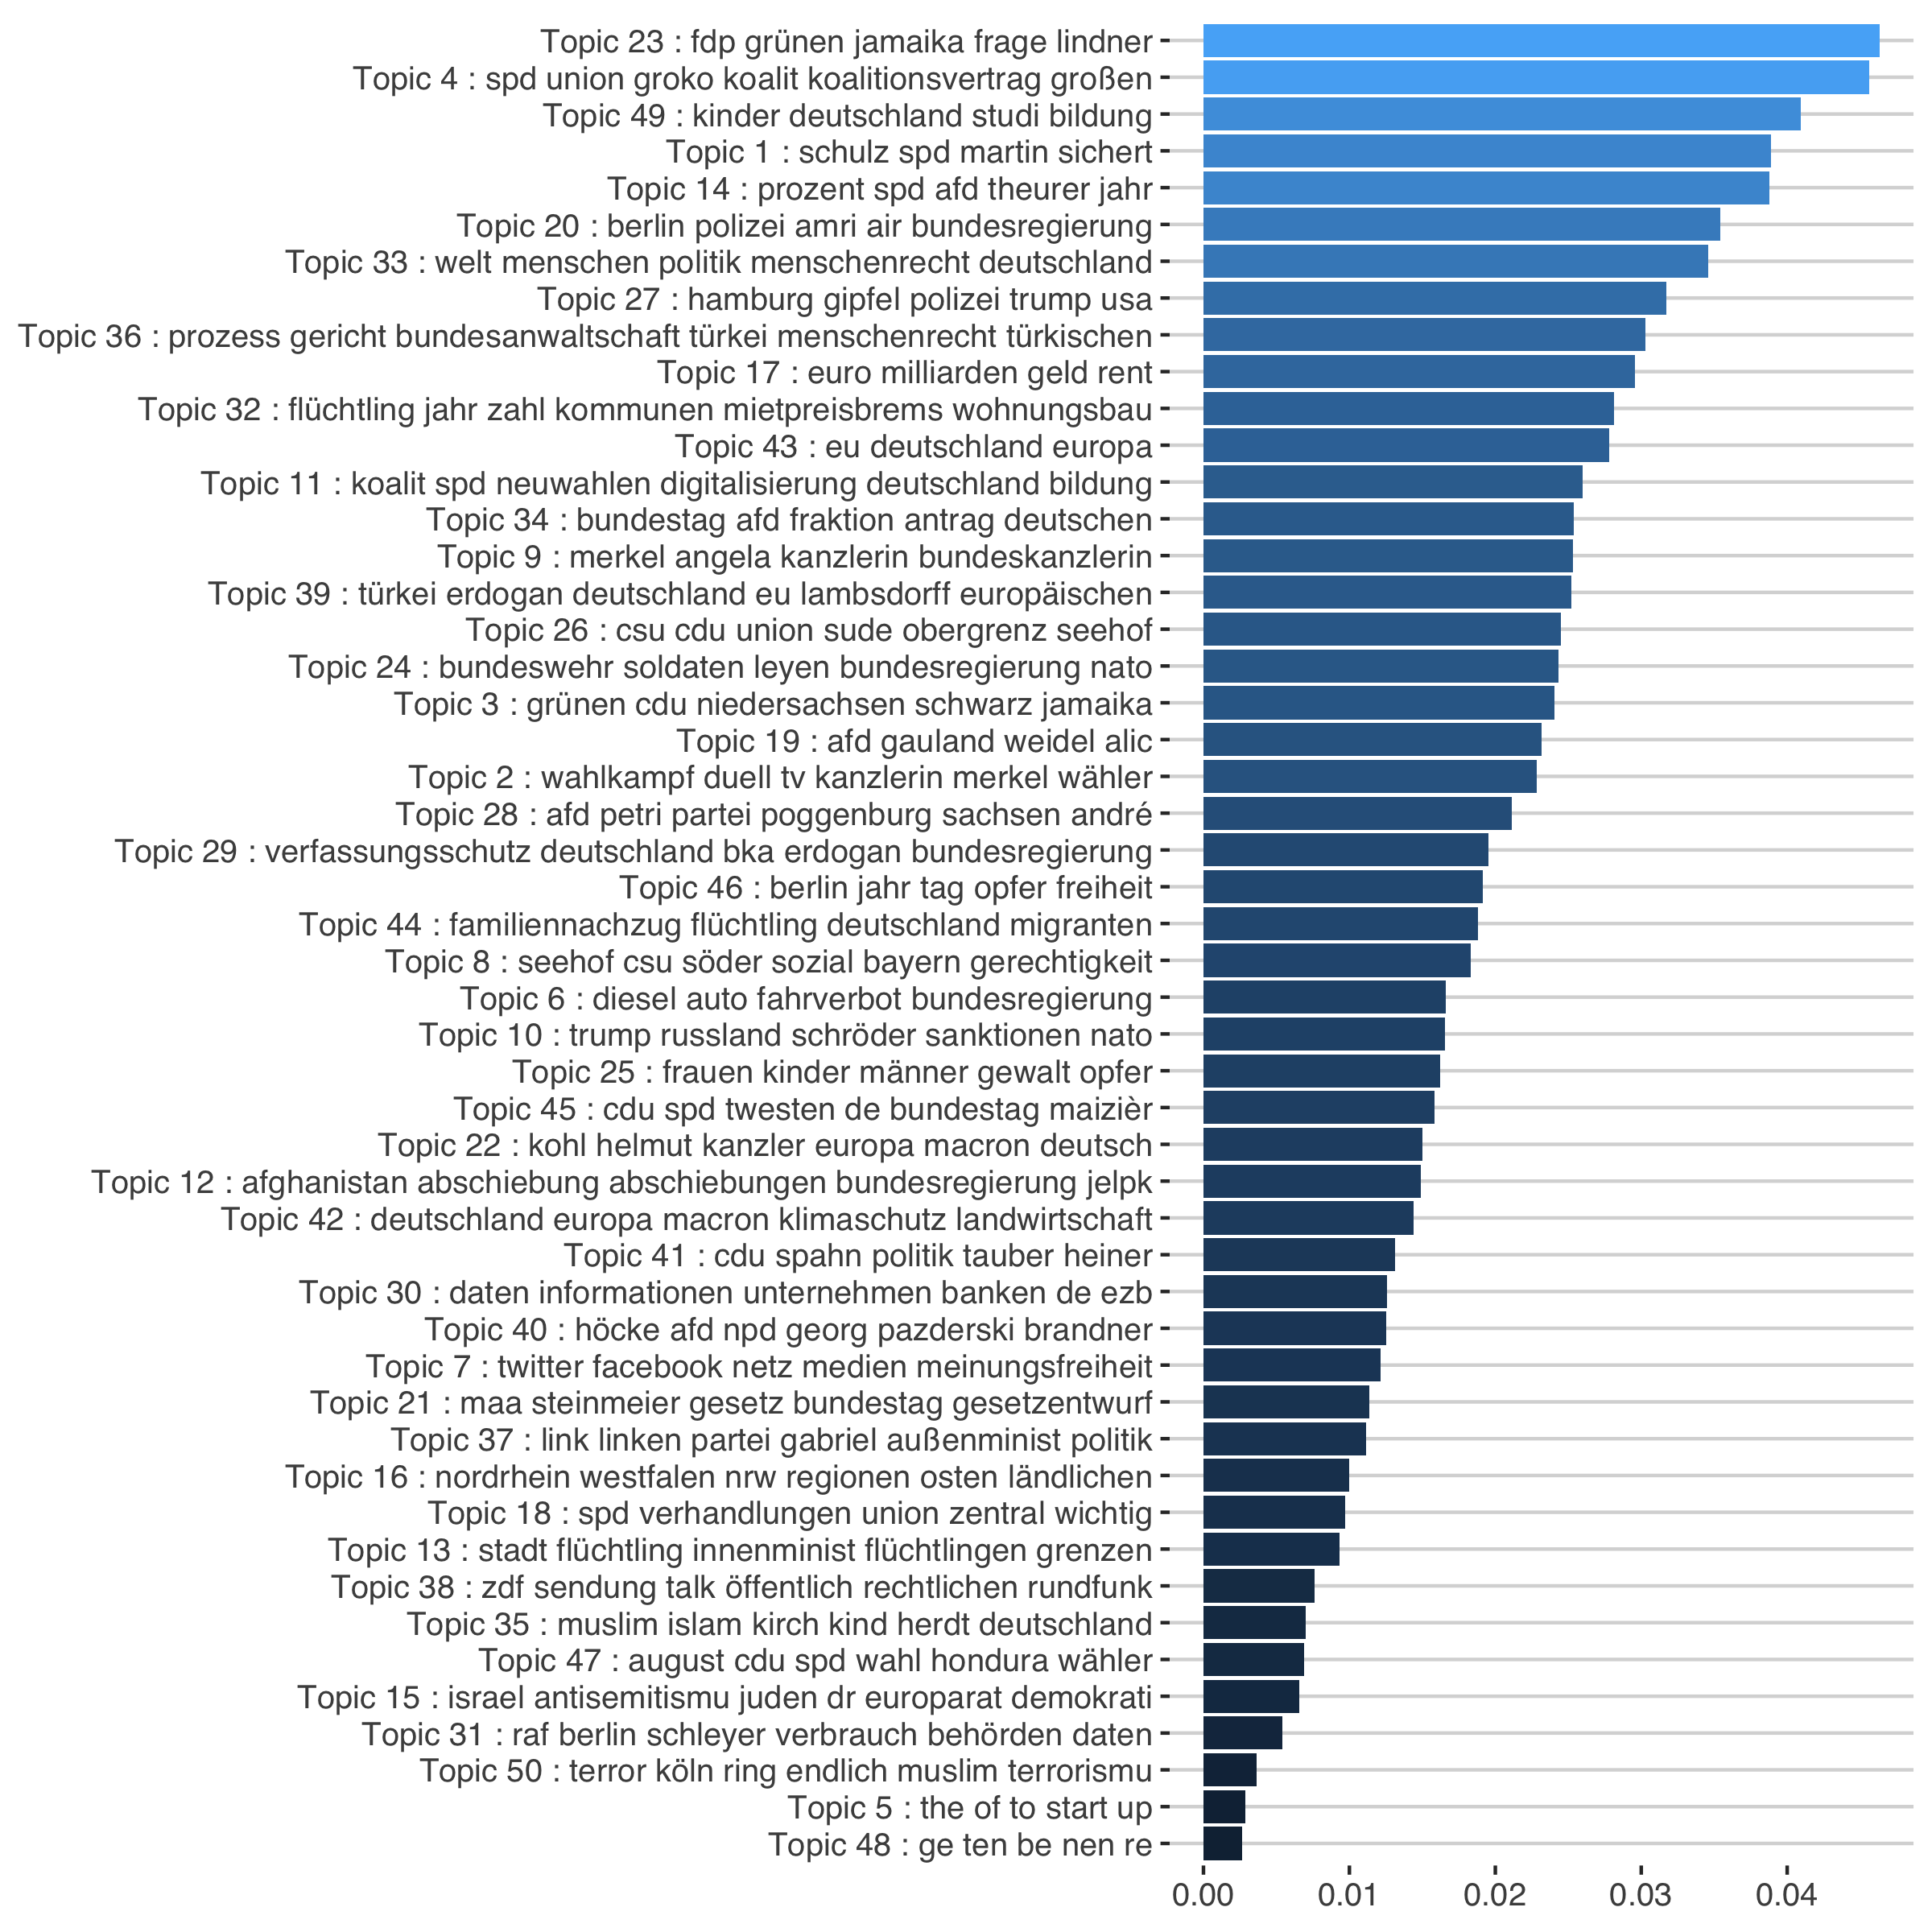 Topic 23 : fdp grünen jamaika frage lindner
Topic 4 : spd union groko koalit koalitionsvertrag großen
Topic 49 : kinder deutschland studi bildung
Topic 1 : schulz spd martin sichert
Topic 14 : prozent spd afd theurer jahr
Topic 20 : berlin polizei amri air bundesregierung
Topic 33 : welt menschen politik menschenrecht deutschland
Topic 27 : hamburg gipfel polizei trump usa
Topic 36 : prozess gericht bundesanwaltschaft türkei menschenrecht türkischen
Topic 17 : euro milliarden geld rent
Topic 32 : flüchtling jahr zahl kommunen mietpreisbrems wohnungsbau
Topic 43 : eu deutschland europa
Topic 11 : koalit spd neuwahlen digitalisierung deutschland bildung
Topic 34 : bundestag afd fraktion antrag deutschen
Topic 9 : merkel angela kanzlerin bundeskanzlerin
Topic 39 : türkei erdogan deutschland eu lambsdorff europäischen
Topic 26 : csu cdu union sude obergrenz seehof
Topic 24 : bundeswehr soldaten leyen bundesregierung nato
Topic 3 : grünen cdu niedersachsen schwarz jamaika
Topic 19 : afd gauland weidel alic
Topic 2 : wahlkampf duell tv kanzlerin merkel wähler
Topic 28 : afd petri partei poggenburg sachsen andré
Topic 29 : verfassungsschutz deutschland bka erdogan bundesregierung
Topic 46 : berlin jahr tag opfer freiheit
Topic 44 : familiennachzug flüchtling deutschland migranten
Topic 8 : seehof csu söder sozial bayern gerechtigkeit
Topic 6 : diesel auto fahrverbot bundesregierung
Topic 10 : trump russland schröder sanktionen nato
Topic 25 : frauen kinder männer gewalt opfer
Topic 45 : cdu spd twesten de bundestag maizièr
Topic 22 : kohl helmut kanzler europa macron deutsch
Topic 12 : afghanistan abschiebung abschiebungen bundesregierung jelpk
Topic 42 : deutschland europa macron klimaschutz landwirtschaft
Topic 41 : cdu spahn politik tauber heiner
Topic 30 : daten informationen unternehmen banken de ezb
Topic 40 : höcke afd npd georg pazderski brandner
Topic 7 : twitter facebook netz medien meinungsfreiheit
Topic 21 : maa steinmeier gesetz bundestag gesetzentwurf
Topic 37 : link linken partei gabriel außenminist politik
Topic 16 : nordrhein westfalen nrw regionen osten ländlichen
Topic 18 : spd verhandlungen union zentral wichtig
Topic 13 : stadt flüchtling innenminist flüchtlingen grenzen
Topic 38 : zdf sendung talk öffentlich rechtlichen rundfunk
Topic 35 : muslim islam kirch kind herdt deutschland
Topic 47 : august cdu spd wahl hondura wähler
Topic 15 : israel antisemitismu juden dr europarat demokrati
Topic 31 : raf berlin schleyer verbrauch behörden daten
Topic 50 : terror köln ring endlich muslim terrorismu
Topic 5 : the of to start up
Topic 48 : ge ten be nen re
0.00 0.01 0.02 0.03 0.04